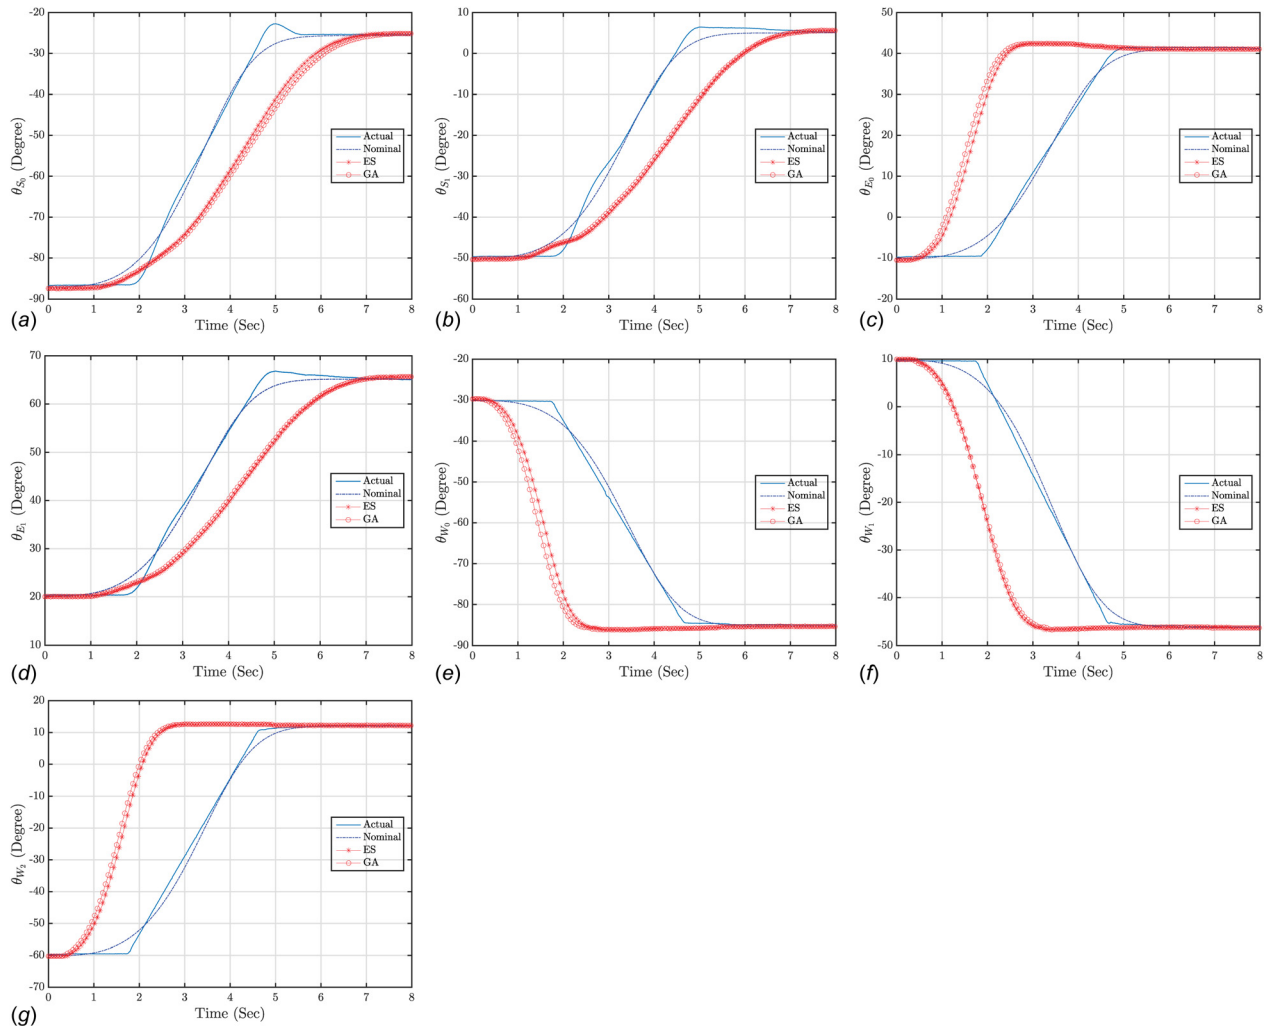 -20
-30
-40
-50
-60
-70
-80
-90
θS₀ (Degree)
0 1 2 3 4 5 6 7 8
Time (Sec)
Actual
Nominal
ES
GA
(a)
10
0
-10
-20
-30
-40
-50
-60
θS₁ (Degree)
0 1 2 3 4 5 6 7 8
Time (Sec)
Actual
Nominal
ES
GA
(b)
50
40
30
20
10
0
-10
-20
θE₀ (Degree)
0 1 2 3 4 5 6 7 8
Time (Sec)
Actual
Nominal
ES
GA
(c)
70
60
50
40
30
20
10
θE₁ (Degree)
0 1 2 3 4 5 6 7 8
Time (Sec)
Actual
Nominal
ES
GA
(d)
-20
-30
-40
-50
-60
-70
-80
-90
θW₀ (Degree)
0 1 2 3 4 5 6 7 8
Time (Sec)
Actual
Nominal
ES
GA
(e)
10
0
-10
-20
-30
-40
-50
θW₁ (Degree)
0 1 2 3 4 5 6 7 8
Time (Sec)
Actual
Nominal
ES
GA
(f)
20
10
0
-10
-20
-30
-40
-50
-60
-70
θW₂ (Degree)
0 1 2 3 4 5 6 7 8
Time (Sec)
Actual
Nominal
ES
GA
(g)